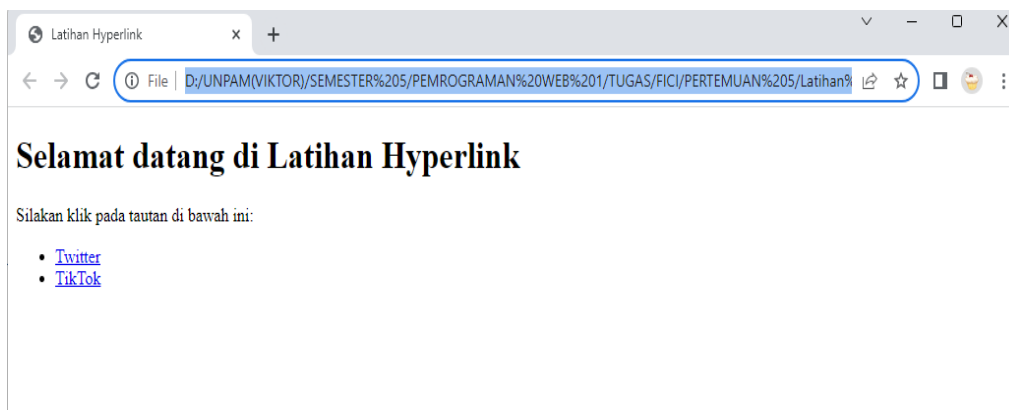 Latihan Hyperlink
File D:/UNPAM(VIKTOR)/SEMESTER%205/PEMROGRAMAN%20WEB%201/TUGAS/FICI/PERTEMUAN%205/Latihan%
Selamat datang di Latihan Hyperlink
Silakan klik pada tautan di bawah ini:
Twitter
TikTok